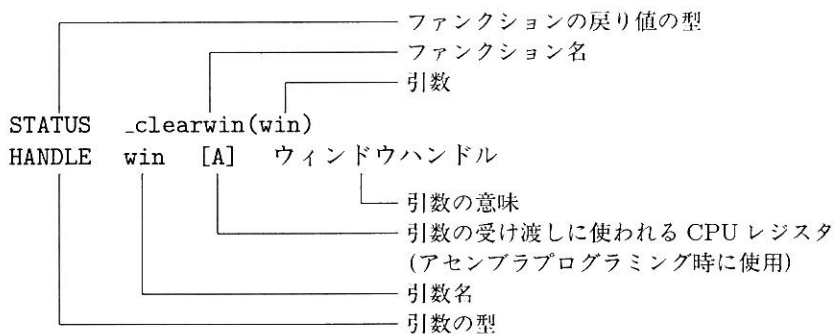 ファンクションの戻り値の型
ファンクション名
引数
STATUS _clearwin(win)
HANDLE win [A] ウィンドウハンドル
引数の意味
引数の受け渡しに使われる CPU レジスタ
(アセンブラプログラミング時に使用)
引数名
引数の型